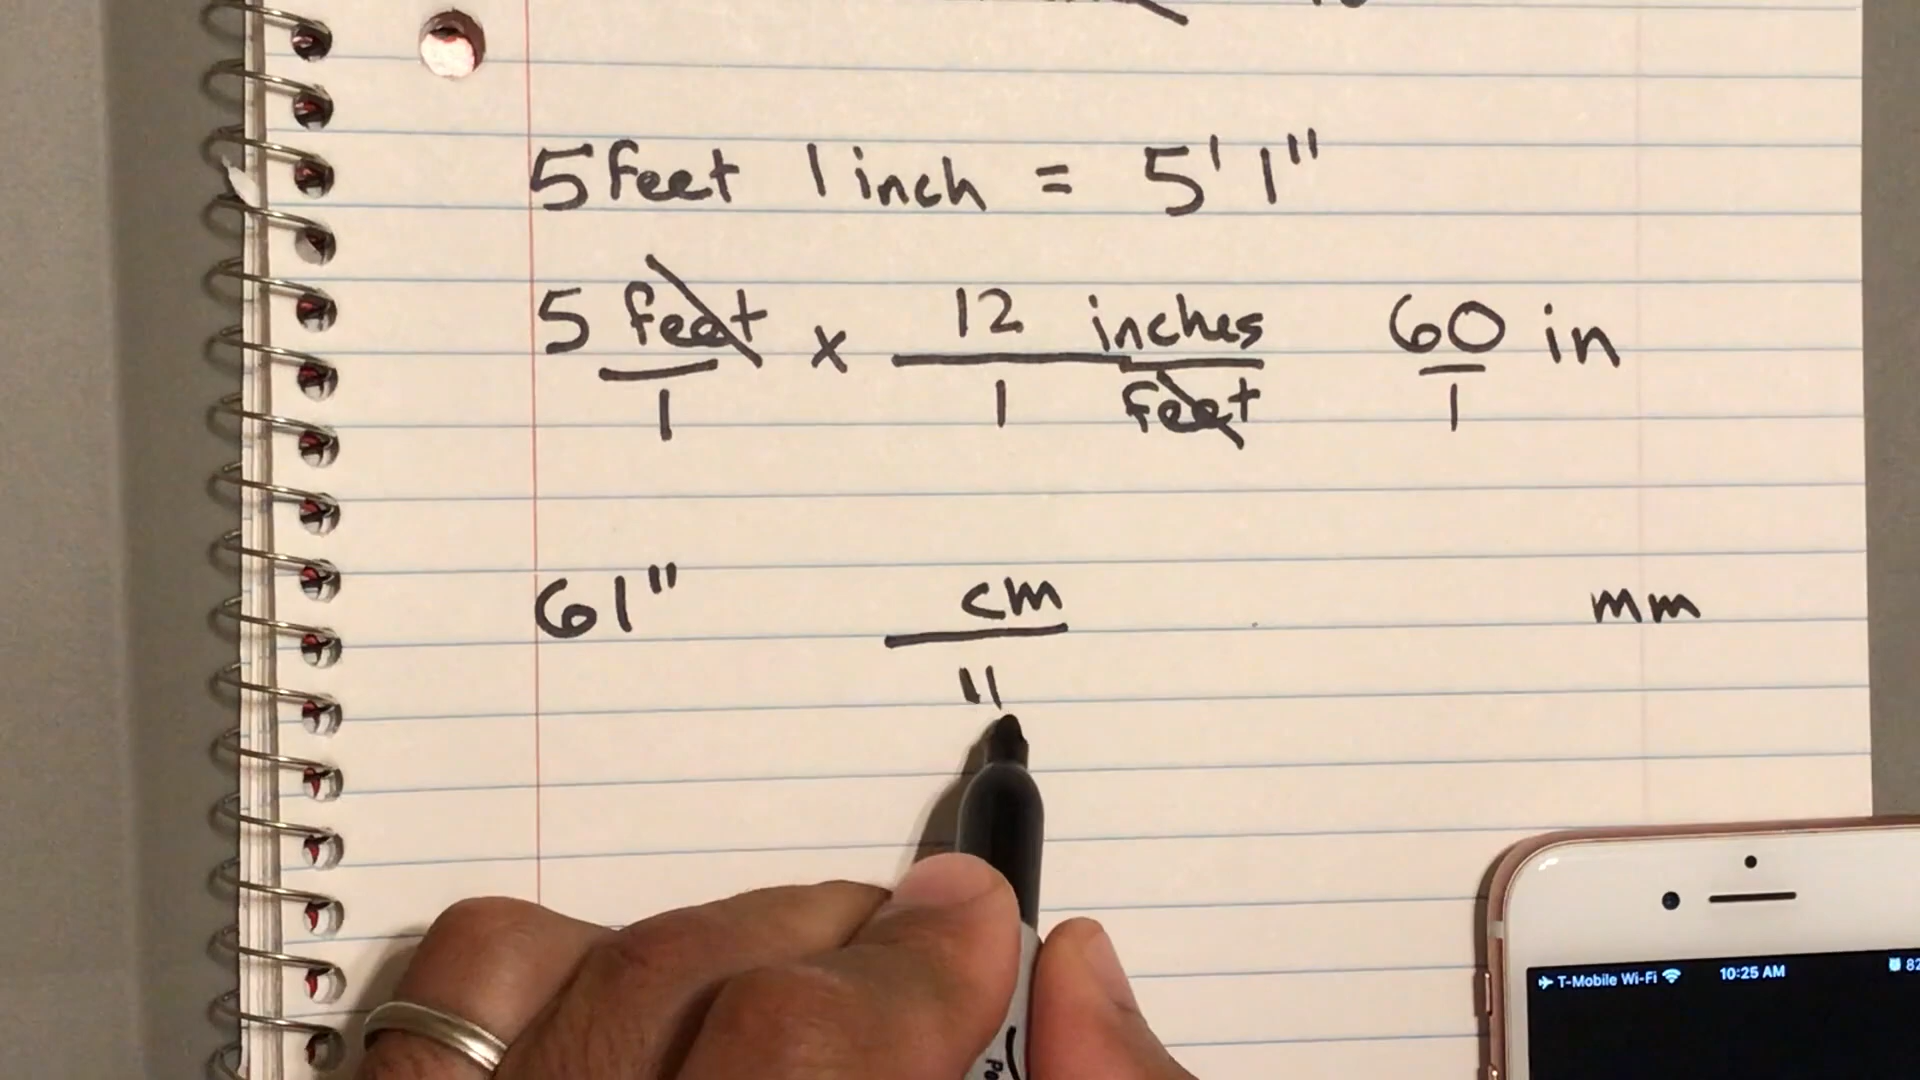 5 feet 1 inch = 5' 1"
5 feet x 12 inches 60 in
1 1 feet 1
61" cm mm
"
T-Mobile Wi-Fi 10:25 AM 82